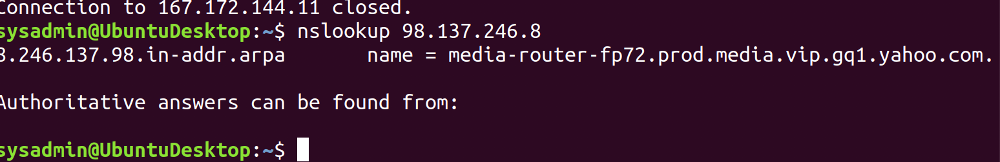 Connection to 167.172.144.11 closed.
sysadmin@UbuntuDesktop:~$ nslookup 98.137.246.8
8.246.137.98.in-addr.arpa name = media-router-fp72.prod.media.vip.gq1.yahoo.com.
Authoritative answers can be found from:
sysadmin@UbuntuDesktop:~$